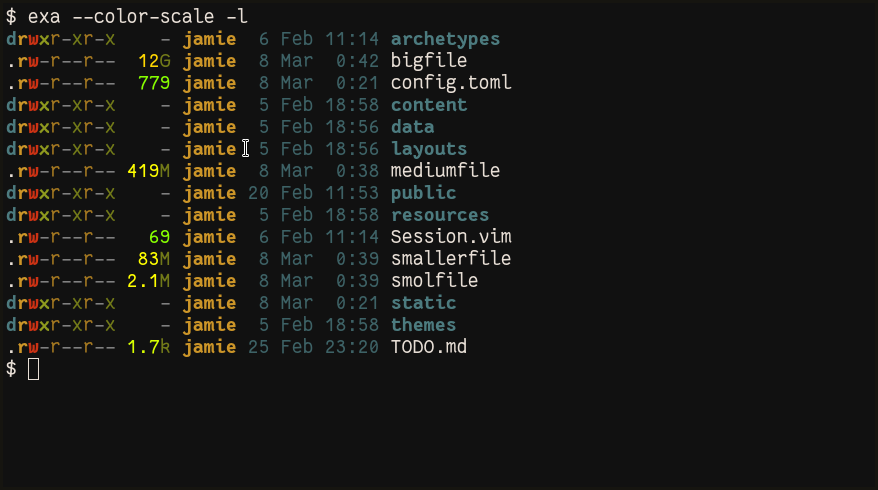 $ exa --color-scale -l
drwxr-xr-x    - jamie  6 Feb 11:14 archetypes
.rw-r--r--  12G jamie  8 Mar  0:42 bigfile
.rw-r--r--  779 jamie  8 Mar  0:21 config.toml
drwxr-xr-x    - jamie  5 Feb 18:58 content
drwxr-xr-x    - jamie  5 Feb 18:56 data
drwxr-xr-x    - jamie  5 Feb 18:56 layouts
.rw-r--r-- 419M jamie  8 Mar  0:38 mediumfile
drwxr-xr-x    - jamie 20 Feb 11:53 public
drwxr-xr-x    - jamie  5 Feb 18:58 resources
.rw-r--r--   69 jamie  6 Feb 11:14 Session.vim
.rw-r--r--  83M jamie  8 Mar  0:39 smallerfile
.rw-r--r-- 2.1M jamie  8 Mar  0:39 smolfile
drwxr-xr-x    - jamie  8 Mar  0:21 static
drwxr-xr-x    - jamie  5 Feb 18:58 themes
.rw-r--r-- 1.7k jamie 25 Feb 23:20 TODO.md
$